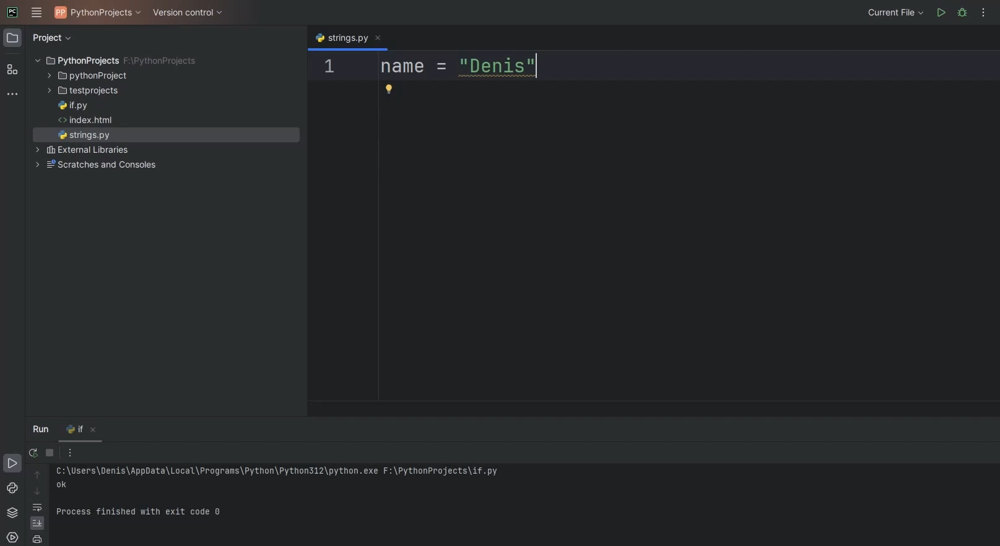 PC PP PythonProjects Version control Current File
Project
strings.py
PythonProjects F:\PythonProjects
pythonProject
testprojects
if.py
<> index.html
strings.py
External Libraries
Scratches and Consoles
1 name = "Denis"
Run if
C:\Users\Denis\AppData\Local\Programs\Python\Python312\python.exe F:\PythonProjects\if.py
ok
Process finished with exit code 0